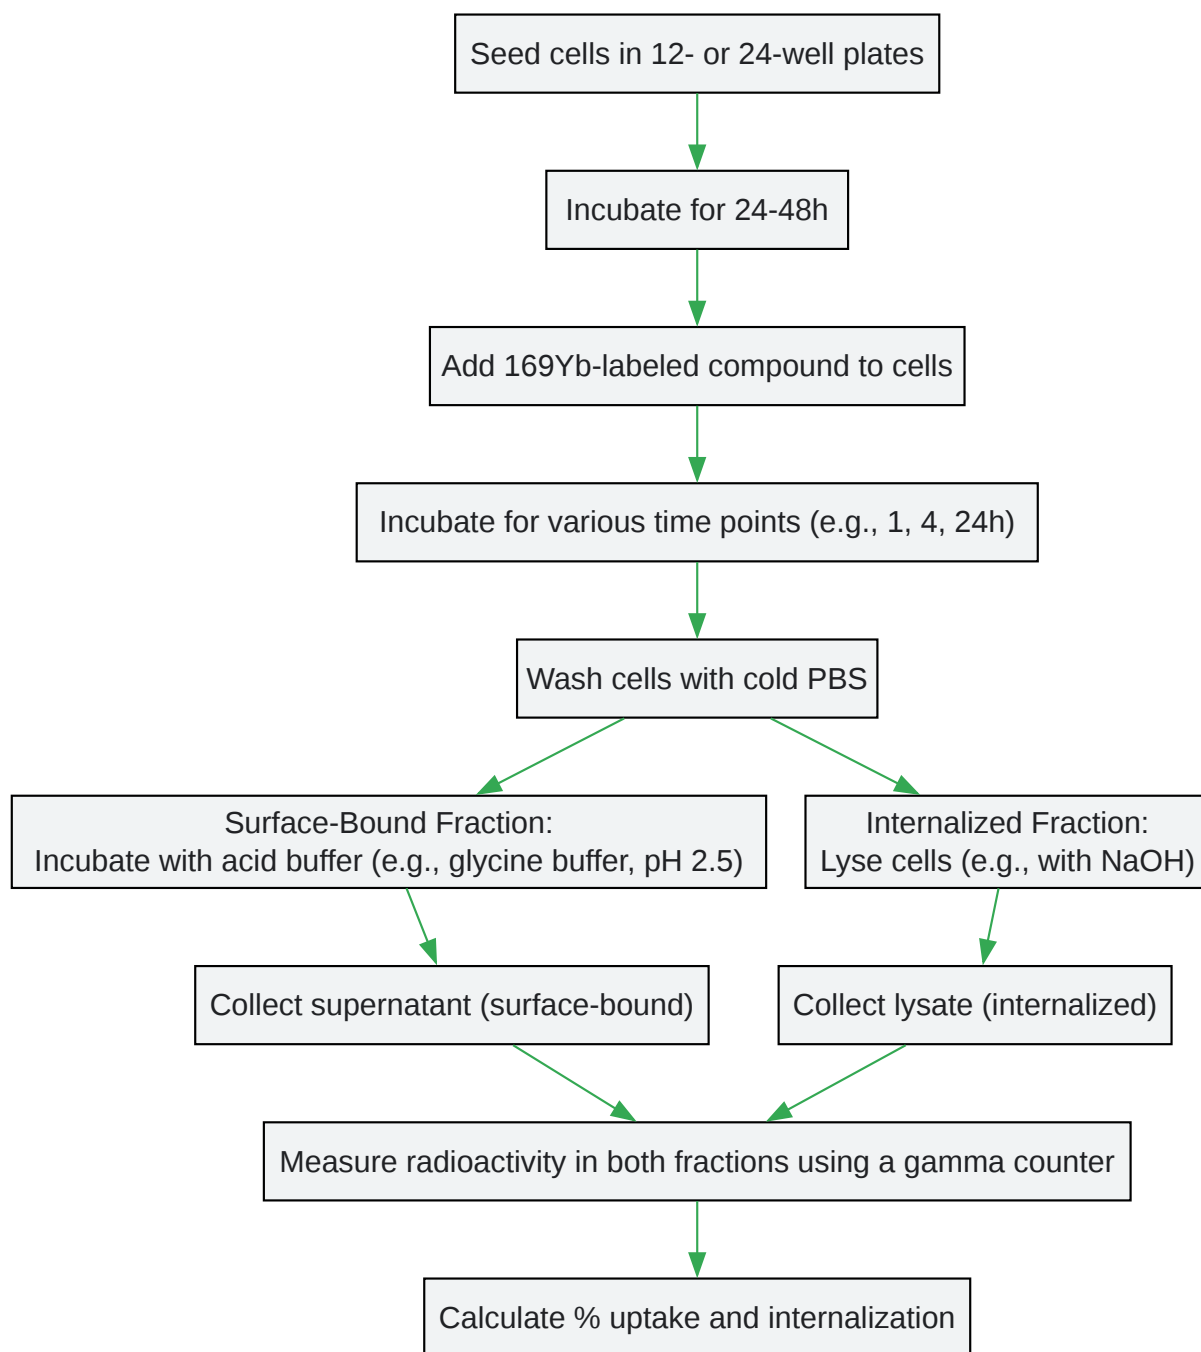 Seed cells in 12- or 24-well plates
Incubate for 24-48h
Add 169Yb-labeled compound to cells
Incubate for various time points (e.g., 1, 4, 24h)
Wash cells with cold PBS
Surface-Bound Fraction:
Incubate with acid buffer (e.g., glycine buffer, pH 2.5)
Internalized Fraction:
Lyse cells (e.g., with NaOH)
Collect supernatant (surface-bound)
Collect lysate (internalized)
Measure radioactivity in both fractions using a gamma counter
Calculate % uptake and internalization